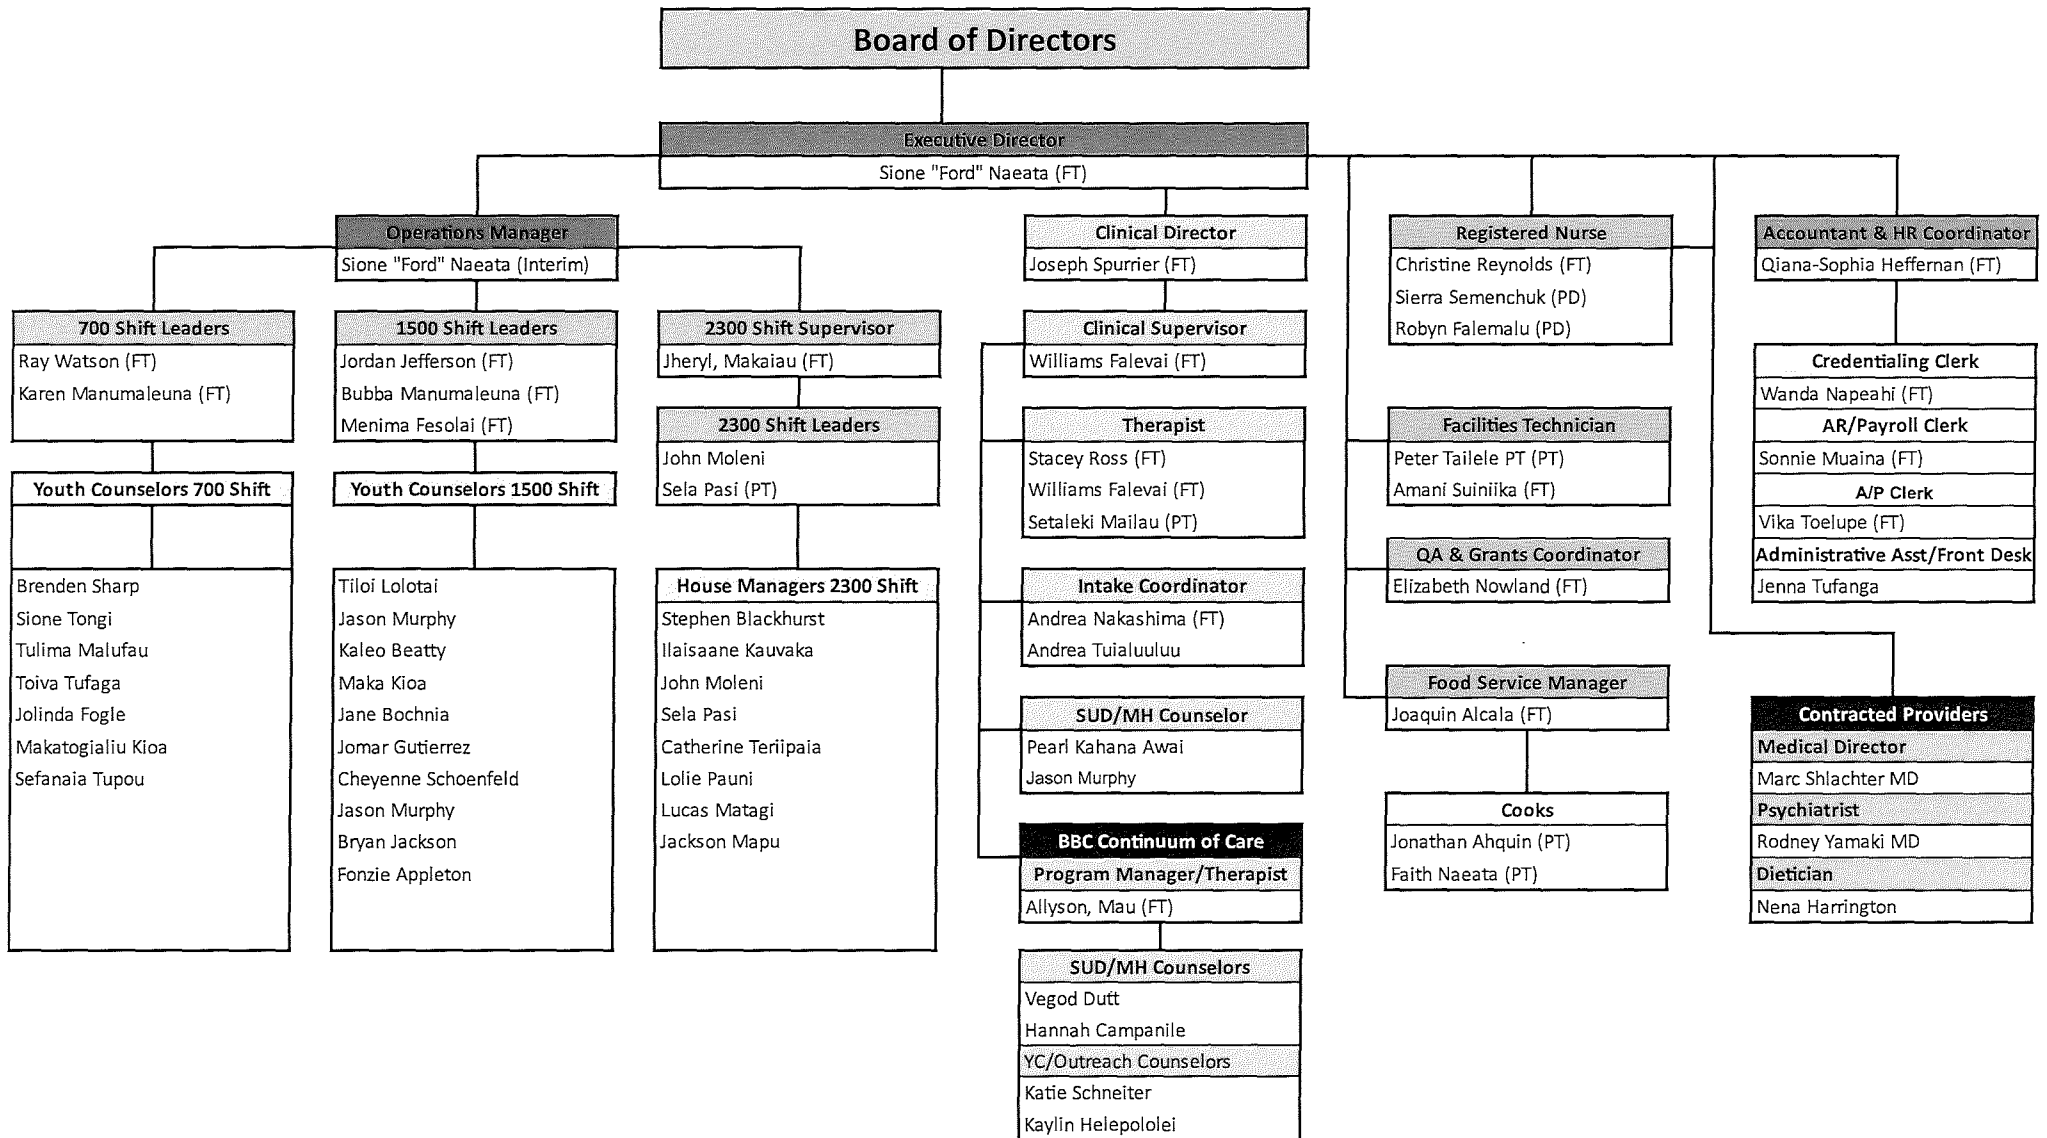 Board of Directors
Executive Director
Sione "Ford" Naeata (FT)
Operations Manager
Sione "Ford" Naeata (Interim)
700 Shift Leaders
Ray Watson (FT)
Karen Manumaleuna (FT)
Youth Counselors 700 Shift
Brenden Sharp
Sione Tongi
Tulima Malufau
Toiva Tufaga
Jolinda Fogle
Makatogialiu Kioa
Sefanaia Tupou
1500 Shift Leaders
Jordan Jefferson (FT)
Bubba Manumaleuna (FT)
Menima Fesolai (FT)
Youth Counselors 1500 Shift
Tiloi Lolotai
Jason Murphy
Kaleo Beatty
Maka Kioa
Jane Bochnia
Jomar Gutierrez
Cheyenne Schoenfeld
Jason Murphy
Bryan Jackson
Fonzie Appleton
2300 Shift Supervisor
Jheryl, Makaiau (FT)
2300 Shift Leaders
John Moleni
Sela Pasi (PT)
House Managers 2300 Shift
Stephen Blackhurst
Ilaisaane Kauvaka
John Moleni
Sela Pasi
Catherine Teriipaia
Lolie Pauni
Lucas Matagi
Jackson Mapu
Clinical Director
Joseph Spurrier (FT)
Clinical Supervisor
Williams Falevai (FT)
Therapist
Stacey Ross (FT)
Williams Falevai (FT)
Setaleki Mailau (PT)
Intake Coordinator
Andrea Nakashima (FT)
Andrea Tuialuuluu
SUD/MH Counselor
Pearl Kahana Awai
Jason Murphy
BBC Continuum of Care
Program Manager/Therapist
Allyson, Mau (FT)
SUD/MH Counselors
Vegod Dutt
Hannah Campanile
YC/Outreach Counselors
Katie Schneiter
Kaylin Helepololei
Registered Nurse
Christine Reynolds (FT)
Sierra Semenchuk (PD)
Robyn Falemalu (PD)
Facilities Technician
Peter Tailele PT (PT)
Amani Suiniika (FT)
QA & Grants Coordinator
Elizabeth Nowland (FT)
Food Service Manager
Joaquin Alcala (FT)
Cooks
Jonathan Ahquin (PT)
Faith Naeata (PT)
Accountant & HR Coordinator
Qiana-Sophia Heffernan (FT)
Credentialing Clerk
Wanda Napeahi (FT)
AR/Payroll Clerk
Sonnie Muaina (FT)
A/P Clerk
Vika Toelupe (FT)
Administrative Asst/Front Desk
Jenna Tufanga
Contracted Providers
Medical Director
Marc Shlachter MD
Psychiatrist
Rodney Yamaki MD
Dietician
Nena Harrington